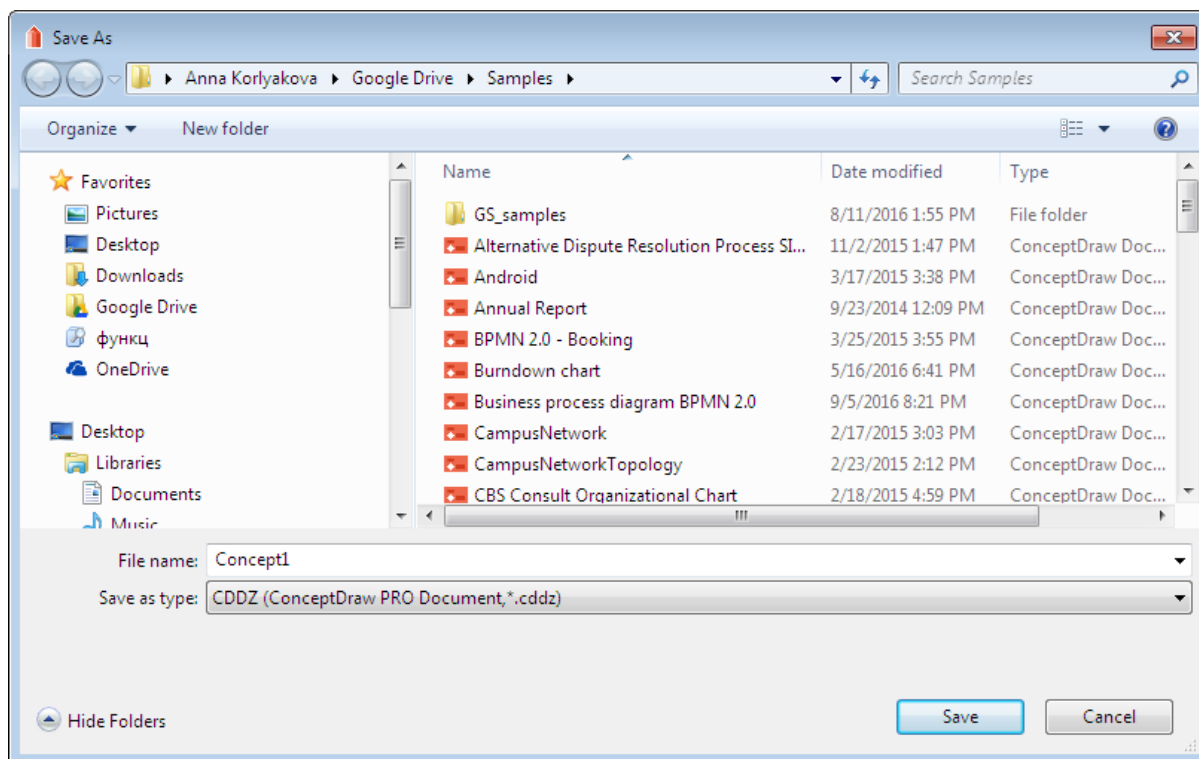 Save As
Anna Korlyakova Google Drive Samples
Search Samples
Organize New folder
Favorites
Pictures
Desktop
Downloads
Google Drive
функц
OneDrive
Desktop
Libraries
Documents
Music
Name Date modified Type
GS_samples 8/11/2016 1:55 PM File folder
Alternative Dispute Resolution Process SI... 11/2/2015 1:47 PM ConceptDraw Doc...
Android 3/17/2015 3:38 PM ConceptDraw Doc...
Annual Report 9/23/2014 12:09 PM ConceptDraw Doc...
BPMN 2.0 - Booking 3/25/2015 3:55 PM ConceptDraw Doc...
Burndown chart 5/16/2016 6:41 PM ConceptDraw Doc...
Business process diagram BPMN 2.0 9/5/2016 8:21 PM ConceptDraw Doc...
CampusNetwork 2/17/2015 3:03 PM ConceptDraw Doc...
CampusNetworkTopology 2/23/2015 2:12 PM ConceptDraw Doc...
CBS Consult Organizational Chart 2/18/2015 4:59 PM ConceptDraw Doc...
File name: Concept1
Save as type: CDDZ (ConceptDraw PRO Document,*.cddz)
Hide Folders
Save Cancel